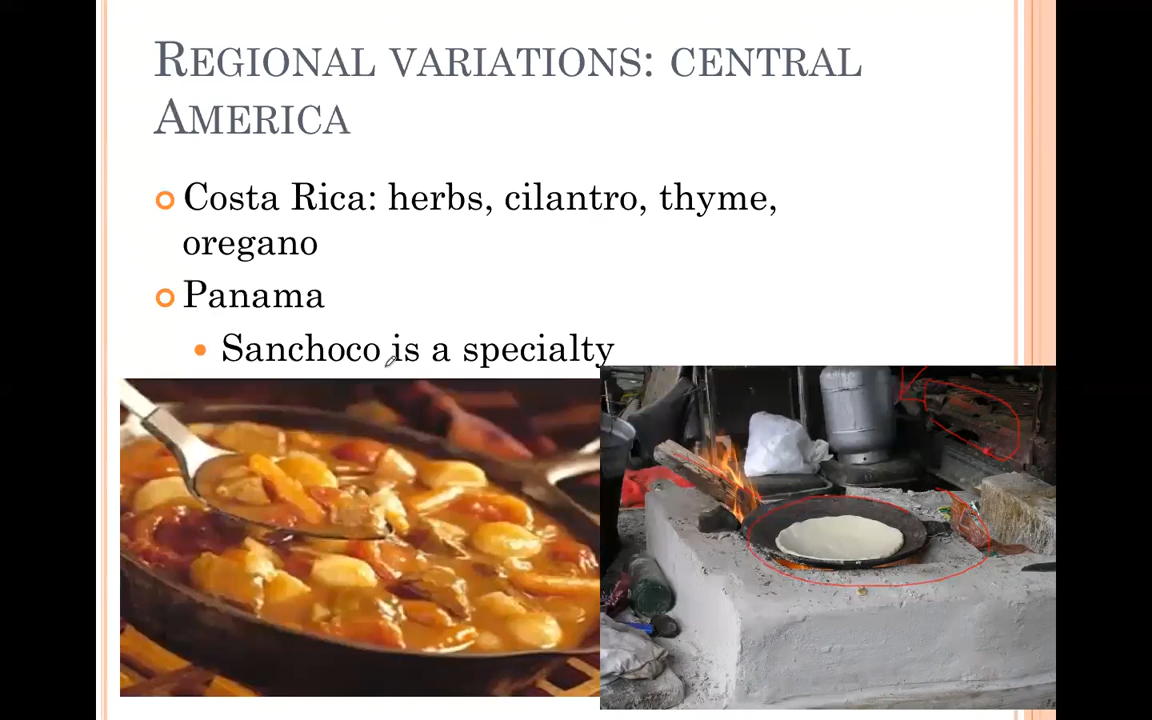 Regional variations: central
America
Costa Rica: herbs, cilantro, thyme,
oregano
Panama
Sanchoco is a specialty